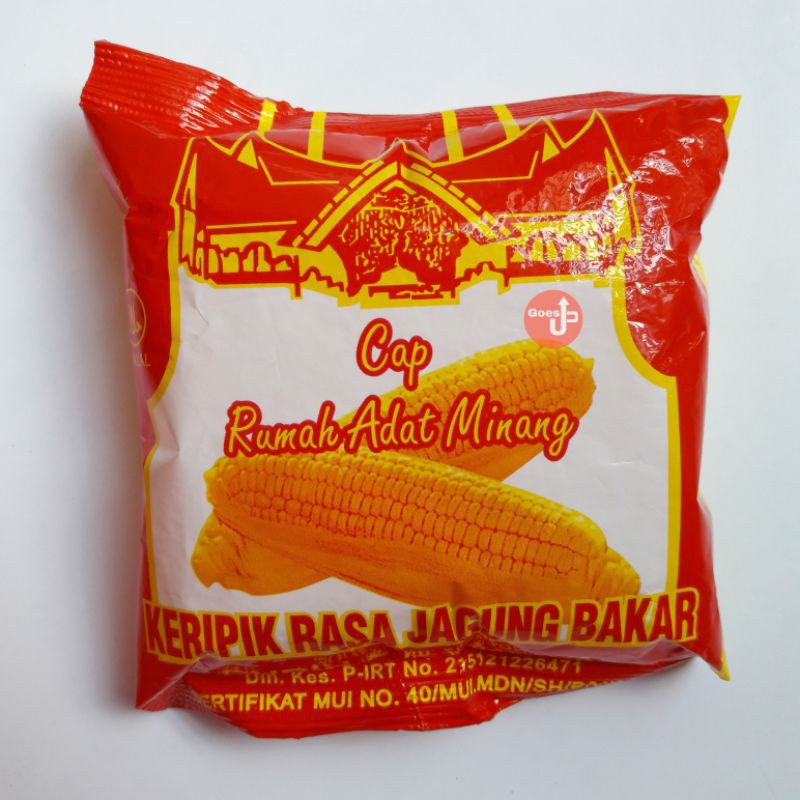 Goes UP
Cap
Rumah Adat Minang
KERIPIK RASA JAGUNG BAKAR
Din. Kes. P-IRT No. 215121226471
SERTIFIKAT MUI NO. 40/MUI.MDN/SH/